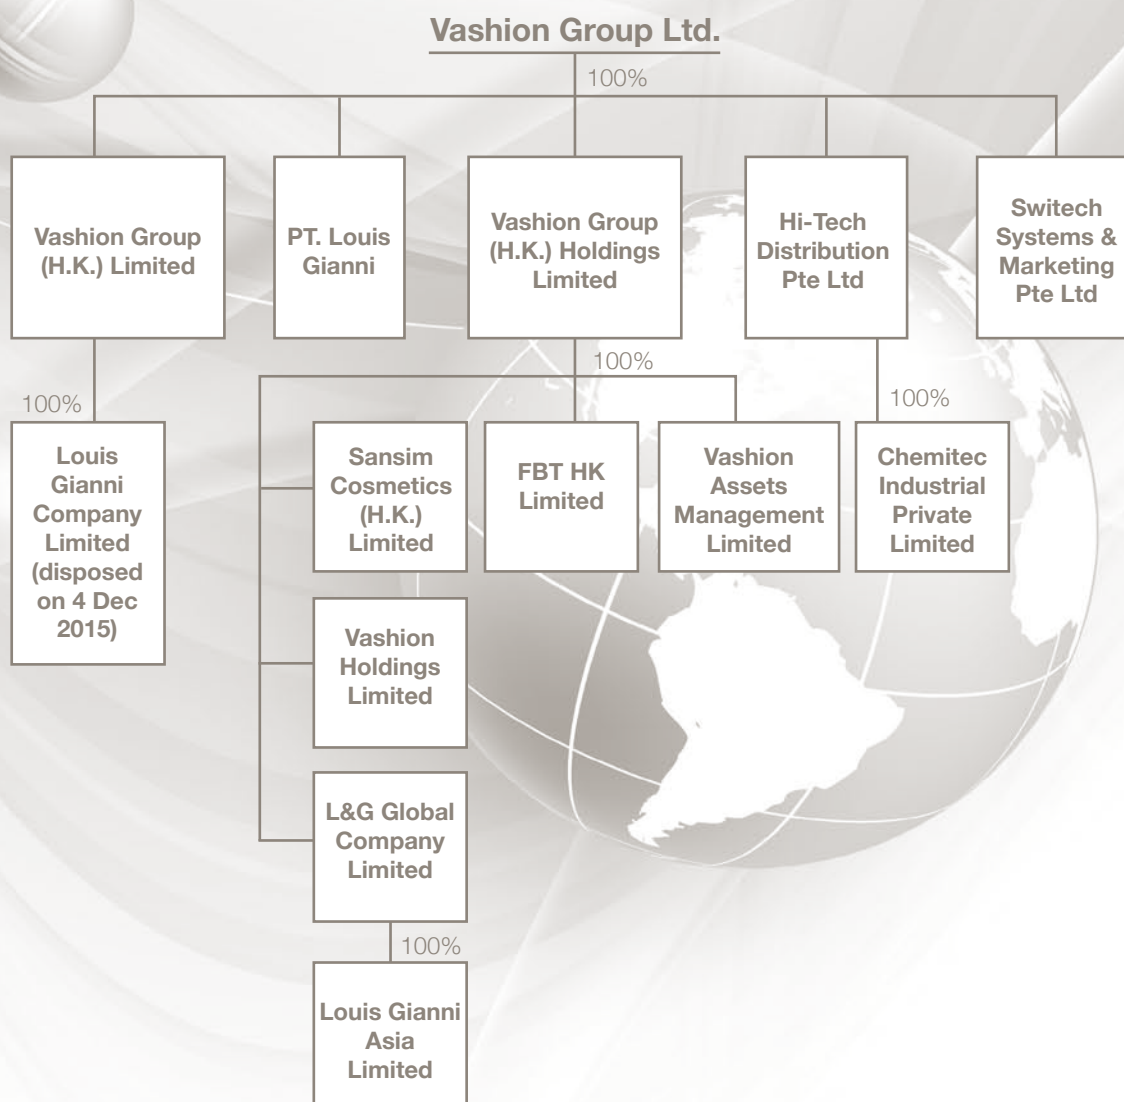 Vashion Group Ltd.
100%
Vashion Group
(H.K.) Limited
PT. Louis
Gianni
Vashion Group
(H.K.) Holdings
Limited
Hi-Tech
Distribution
Pte Ltd
Switech
Systems &
Marketing
Pte Ltd
100%
100%
100%
Louis
Gianni
Company
Limited
(disposed
on 4 Dec
2015)
Sansim
Cosmetics
(H.K.)
Limited
FBT HK
Limited
Vashion
Assets
Management
Limited
Chemitec
Industrial
Private
Limited
Vashion
Holdings
Limited
L&G Global
Company
Limited
100%
Louis Gianni
Asia
Limited